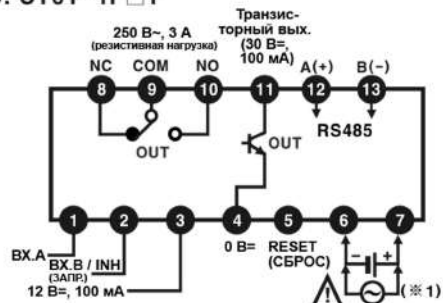 250 В~, 3 А
(резистивная нагрузка)
Транзис-
торный вых.
(30 В=,
100 мА)
NC COM NO
A(+) B(−)
8 9 10 11 12 13
OUT
OUT
RS485
1 2 3 4 5 6 7
ВХ.А
ВХ.В / INH
(ЗАПР.)
12 В=, 100 мА
0 В=
RESET
(СБРОС)
− +
(※1)